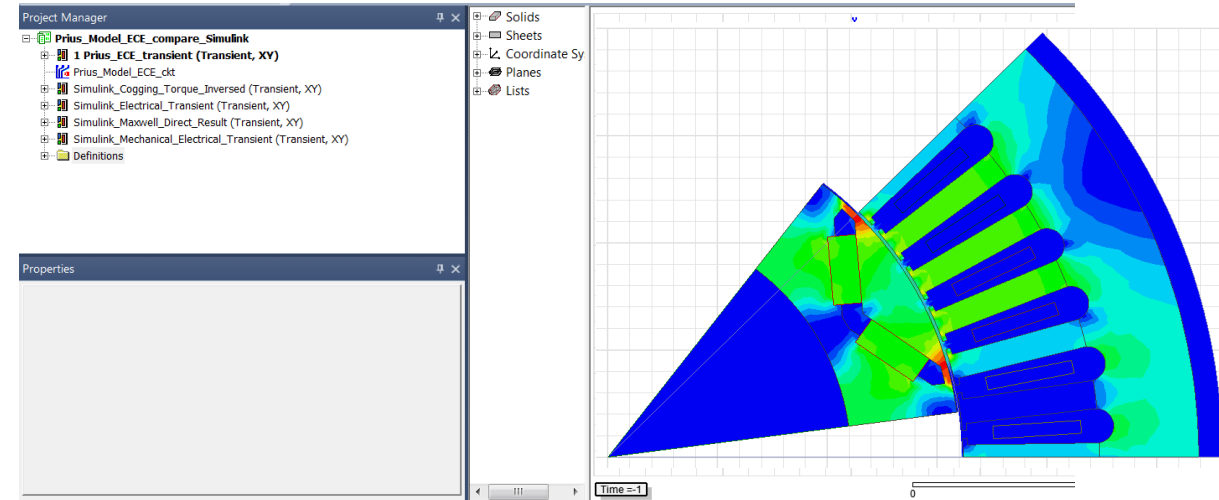 Project Manager
Prius_Model_ECE_compare_Simulink
1 Prius_ECE_transient (Transient, XY)
Prius_Model_ECE_ckt
Simulink_Cogging_Torque_Inversed (Transient, XY)
Simulink_Electrical_Transient (Transient, XY)
Simulink_Maxwell_Direct_Result (Transient, XY)
Simulink_Mechanical_Electrical_Transient (Transient, XY)
Definitions
Properties
Solids
Sheets
Coordinate Sy
Planes
Lists
Time =-1
0